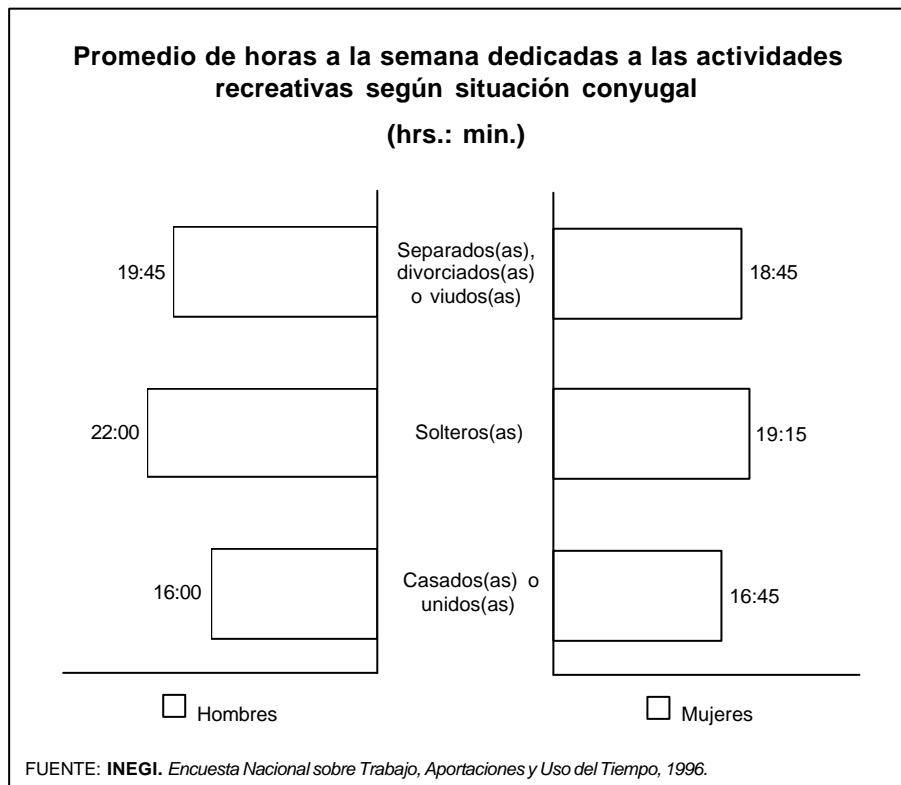 Promedio de horas a la semana dedicadas a las actividades
recreativas según situación conyugal
(hrs.: min.)
19:45
Separados(as),
divorciados(as)
o viudos(as)
18:45
22:00
Solteros(as)
19:15
16:00
Casados(as) o
unidos(as)
16:45
Hombres
Mujeres
FUENTE: INEGI. Encuesta Nacional sobre Trabajo, Aportaciones y Uso del Tiempo, 1996.